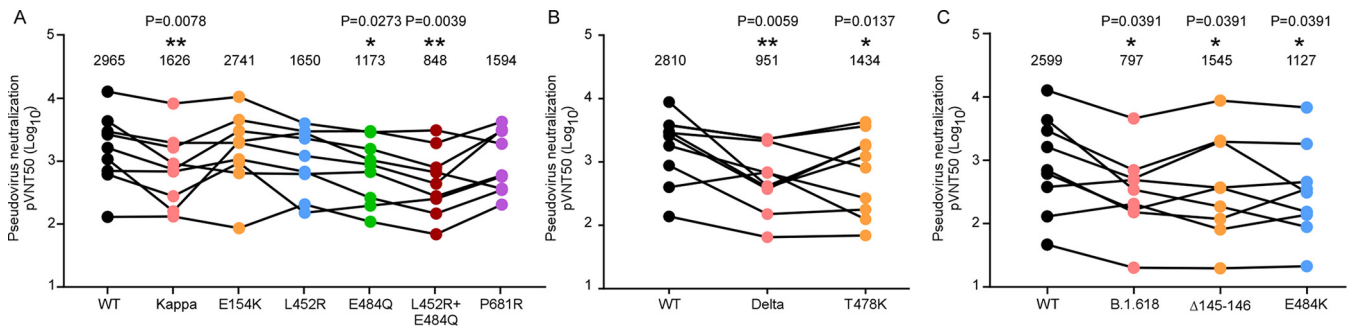 A
P=0.0078 P=0.0273 P=0.0039
** * **
2965 1626 2741 1650 1173 848 1594
Pseudovirus neutralization
pVNT50 (Log10)
5
4
3
2
1
WT Kappa E154K L452R E484Q L452R+ P681R
E484Q
B
P=0.0059 P=0.0137
** *
2810 951 1434
Pseudovirus neutralization
pVNT50 (Log10)
5
4
3
2
1
WT Delta T478K
C
P=0.0391 P=0.0391 P=0.0391
* * *
2599 797 1545 1127
Pseudovirus neutralization
pVNT50 (Log10)
5
4
3
2
1
WT B.1.618 Δ145-146 E484K